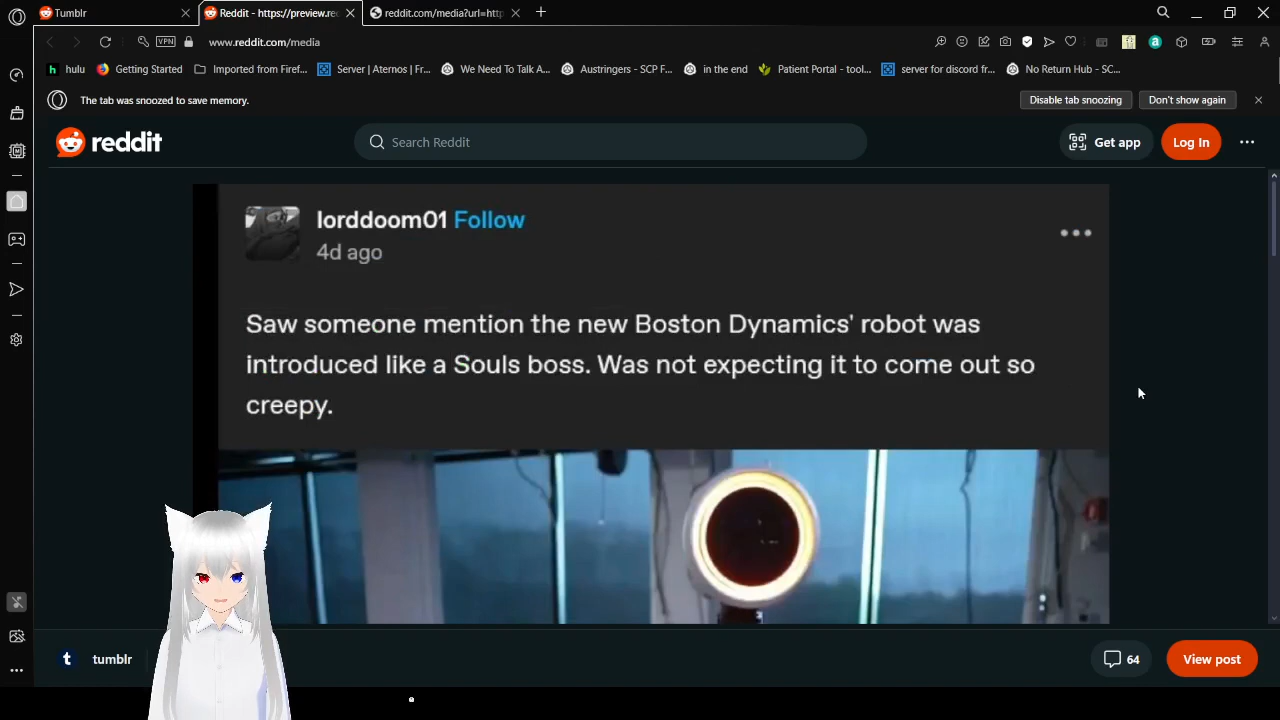 Tumblr
Reddit - https://preview.re
reddit.com/media?url=htt
VPN
www.reddit.com/media
h hulu
Getting Started
Imported from Firef...
Server | Aternos | Fr...
We Need To Talk A...
Austringers - SCP F...
in the end
Patient Portal - tool...
server for discord fr...
No Return Hub - SC...
The tab was snoozed to save memory.
Disable tab snoozing
Don't show again
reddit
Search Reddit
Get app
Log In
lorddoom01 Follow
4d ago
Saw someone mention the new Boston Dynamics' robot was
introduced like a Souls boss. Was not expecting it to come out so
creepy.
t tumblr
64
View post